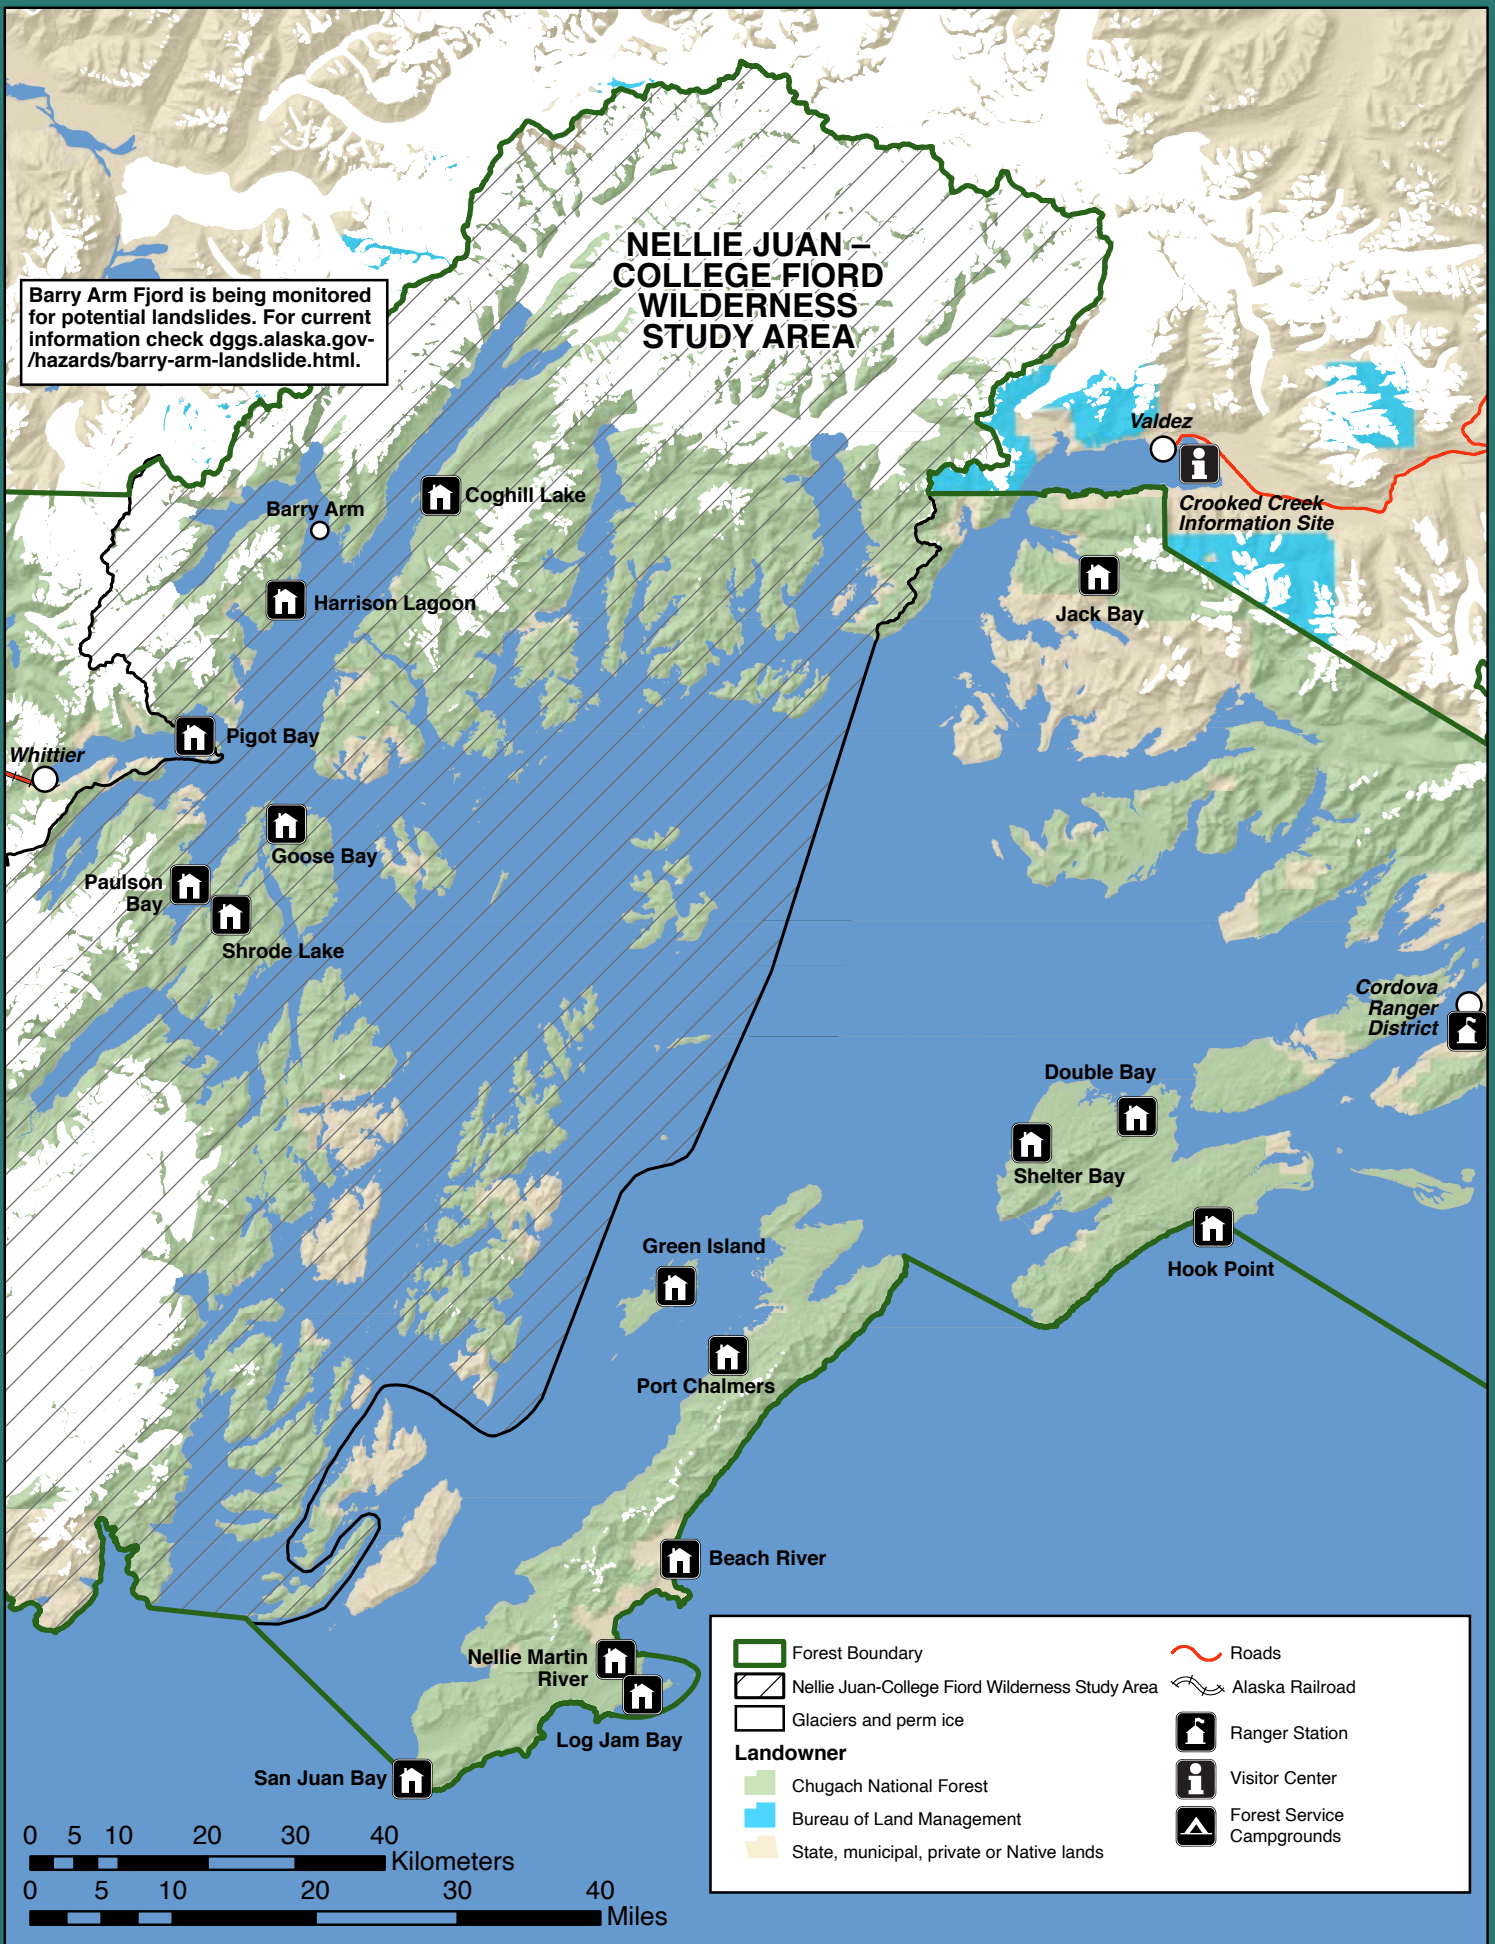 NELLIE JUAN –
COLLEGE FIORD
WILDERNESS
STUDY AREA
Barry Arm Fjord is being monitored
for potential landslides. For current
information check dggs.alaska.gov-
/hazards/barry-arm-landslide.html.
Valdez
Crooked Creek
Information Site
Coghill Lake
Barry Arm
Harrison Lagoon
Jack Bay
Pigot Bay
Whittier
Goose Bay
Paulson
Bay
Shrode Lake
Cordova
Ranger
District
Double Bay
Shelter Bay
Green Island
Hook Point
Port Chalmers
Beach River
Nellie Martin
River
Log Jam Bay
San Juan Bay
0 5 10 20 30 40
Kilometers
0 5 10 20 30 40
Miles
Forest Boundary
Nellie Juan-College Fiord Wilderness Study Area
Glaciers and perm ice
Landowner
Chugach National Forest
Bureau of Land Management
State, municipal, private or Native lands
Roads
Alaska Railroad
Ranger Station
Visitor Center
Forest Service
Campgrounds